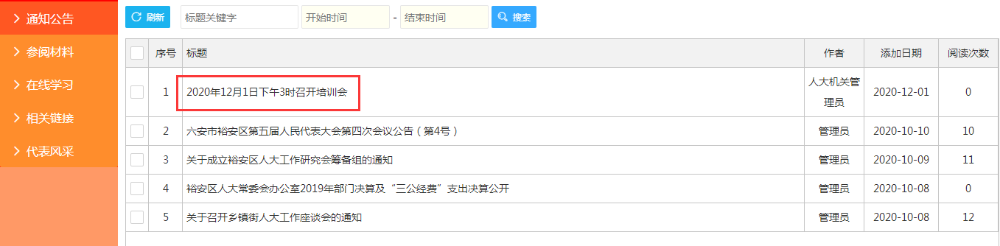 通知公告
参阅材料
在线学习
相关链接
代表风采
刷新 标题关键字 开始时间 - 结束时间 搜索
序号 标题 作者 添加日期 阅读次数
1 2020年12月1日下午3时召开培训会 人大机关管理员 2020-12-01 0
2 六安市裕安区第五届人民代表大会第四次会议公告（第4号） 管理员 2020-10-10 10
3 关于成立裕安区人大工作研究会筹备组的通知 管理员 2020-10-09 11
4 裕安区人大常委会办公室2019年部门决算及“三公经费”支出决算公开 管理员 2020-10-08 0
5 关于召开乡镇街人大工作座谈会的通知 管理员 2020-10-08 12